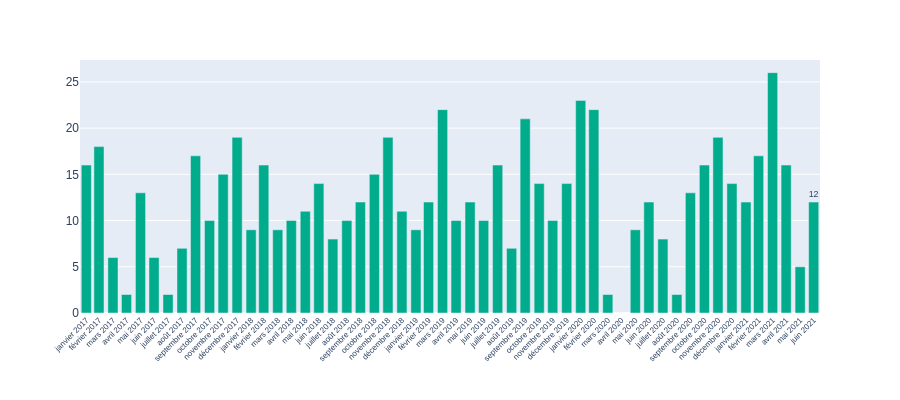 25
20
15
10
5
0
12
janvier 2017
février 2017
mars 2017
avril 2017
mai 2017
juin 2017
juillet 2017
août 2017
septembre 2017
octobre 2017
novembre 2017
décembre 2017
janvier 2018
février 2018
mars 2018
avril 2018
mai 2018
juin 2018
juillet 2018
août 2018
septembre 2018
octobre 2018
novembre 2018
décembre 2018
janvier 2019
février 2019
mars 2019
avril 2019
mai 2019
juin 2019
juillet 2019
août 2019
septembre 2019
octobre 2019
novembre 2019
décembre 2019
janvier 2020
février 2020
mars 2020
avril 2020
mai 2020
juin 2020
juillet 2020
août 2020
septembre 2020
octobre 2020
novembre 2020
décembre 2020
janvier 2021
février 2021
mars 2021
avril 2021
mai 2021
juin 2021